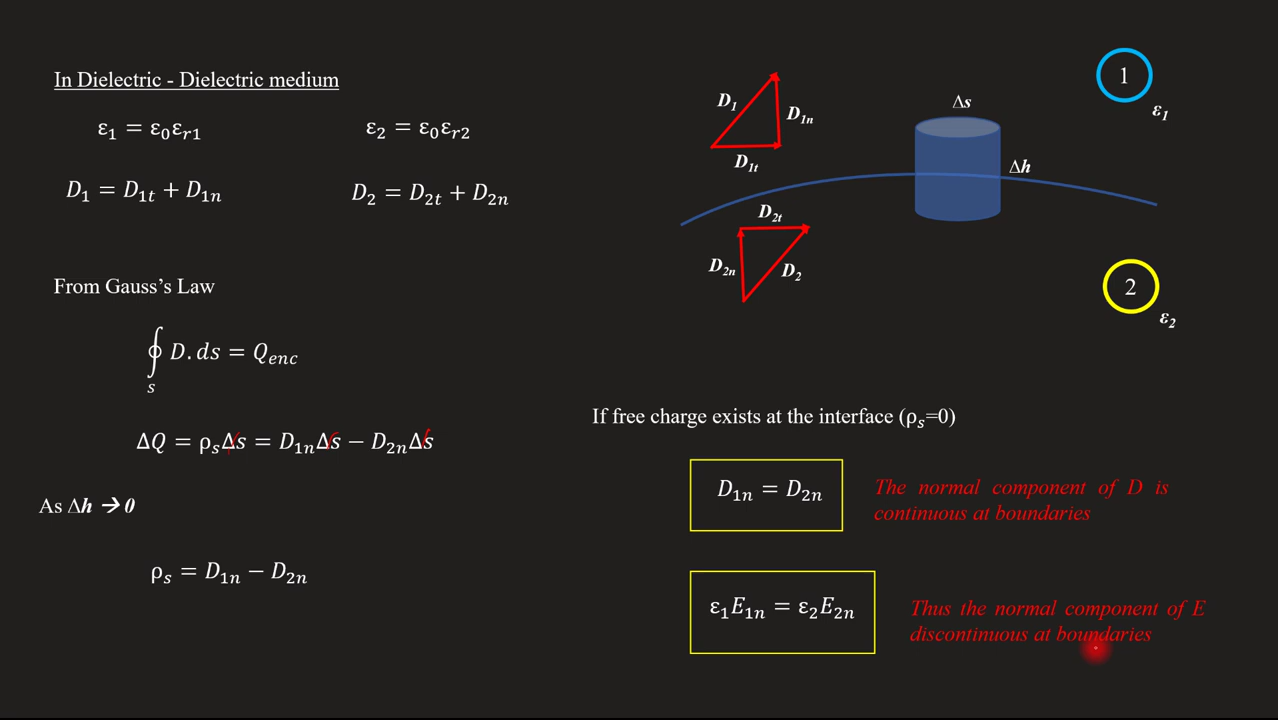 In Dielectric - Dielectric medium
ε₁ = ε₀εᵣ₁
ε₂ = ε₀εᵣ₂
D₁ = D₁ₜ + D₁ₙ
D₂ = D₂ₜ + D₂ₙ
From Gauss's Law
∮ₛ D. ds = Qₑₙ꜀
ΔQ = ρₛΔs = D₁ₙΔs − D₂ₙΔs
As Δh → 0
ρₛ = D₁ₙ − D₂ₙ
D₁
D₁ₙ
D₁ₜ
Δs
Δh
1
ε₁
D₂ₜ
D₂ₙ
D₂
2
ε₂
If free charge exists at the interface (ρₛ=0)
D₁ₙ = D₂ₙ
The normal component of D is
continuous at boundaries
ε₁E₁ₙ = ε₂E₂ₙ
Thus the normal component of E
discontinuous at boundaries